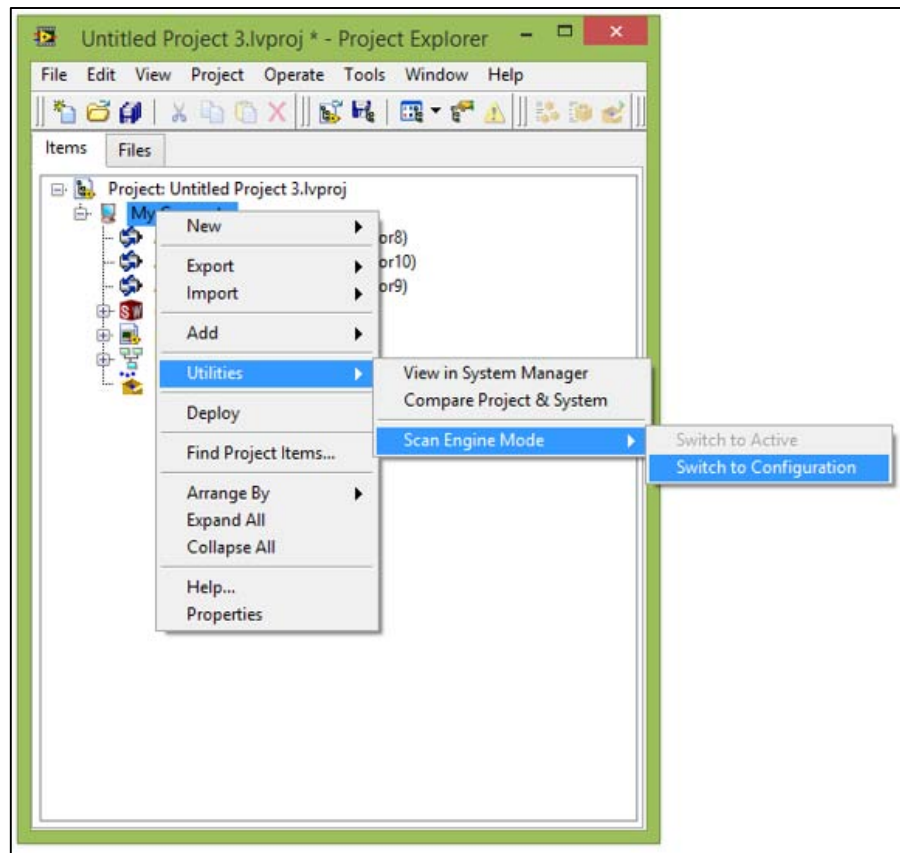 Untitled Project 3.lvproj * - Project Explorer
File Edit View Project Operate Tools Window Help
Items Files
Project: Untitled Project 3.lvproj
My
or8)
or10)
or9)
SW
New
Export
Import
Add
Utilities
Deploy
Find Project Items...
Arrange By
Expand All
Collapse All
Help...
Properties
View in System Manager
Compare Project & System
Scan Engine Mode
Switch to Active
Switch to Configuration